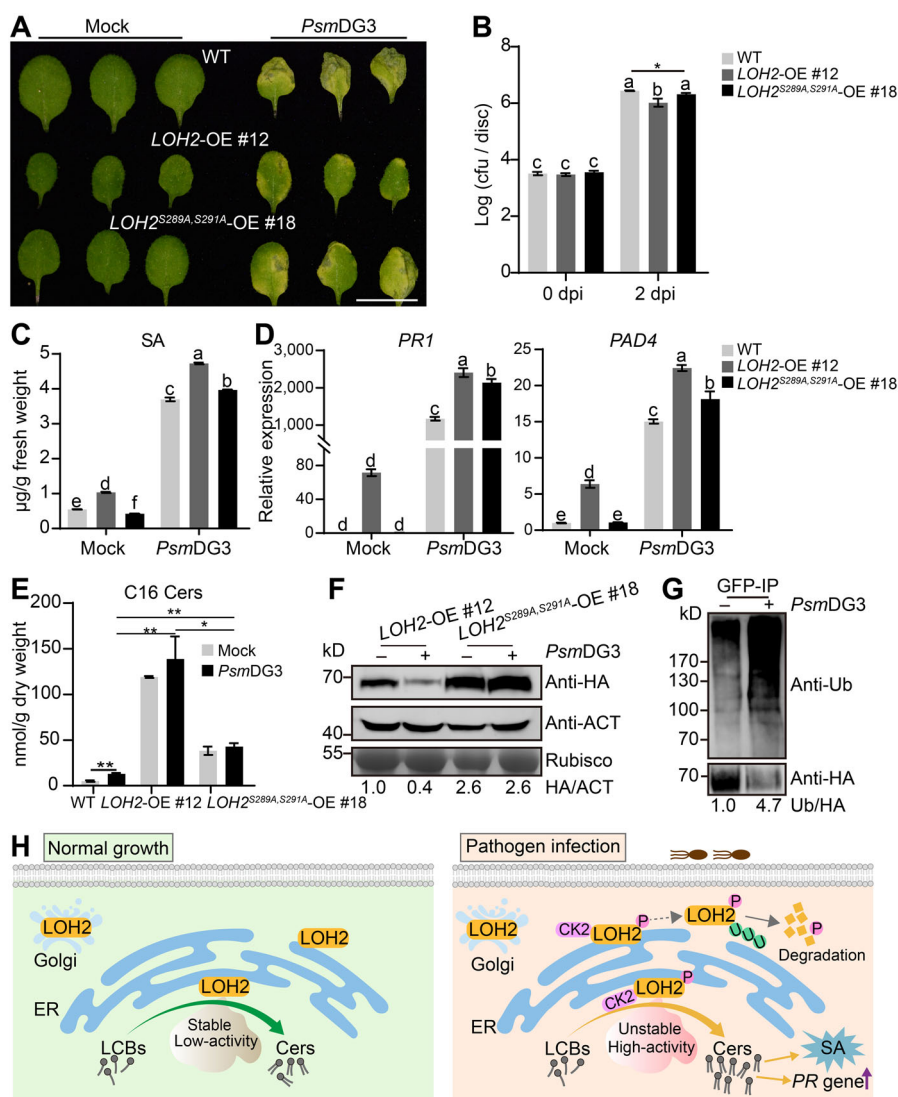 A
Mock
PsmDG3
WT
LOH2-OE #12
LOH2S289A,S291A-OE #18
B
WT
LOH2-OE #12
LOH2S289A,S291A-OE #18
Log (cfu / disc)
8
6
4
2
0
c c c
a b a
*
0 dpi
2 dpi
C
SA
µg/g fresh weight
5
4
3
2
1
0
e d f
c a b
Mock
PsmDG3
D
PR1
Relative expression
3,000
2,000
1,000
80
40
0
d d d
c a b
Mock
PsmDG3
PAD4
25
20
15
10
5
0
e d e
c a b
Mock
PsmDG3
WT
LOH2-OE #12
LOH2S289A,S291A-OE #18
E
C16 Cers
nmol/g dry weight
200
150
100
50
0
**
**
**
*
Mock
PsmDG3
WT LOH2-OE #12 LOH2S289A,S291A-OE #18
F
LOH2-OE #12
LOH2S289A,S291A-OE #18
kD
– + – + PsmDG3
70
Anti-HA
40
Anti-ACT
55
Rubisco
1.0 0.4 2.6 2.6 HA/ACT
G
GFP-IP
kD
– + PsmDG3
170
130
100
70
Anti-Ub
70
Anti-HA
1.0 4.7 Ub/HA
H
Normal growth
LOH2
Golgi
LOH2
ER
LOH2
LCBs
Stable
Low-activity
Cers
Pathogen infection
LOH2
Golgi
CK2 LOH2 P
LOH2 P
U U U
P
Degradation
ER
CK2 LOH2 P
LCBs
Unstable
High-activity
Cers
SA
PR gene